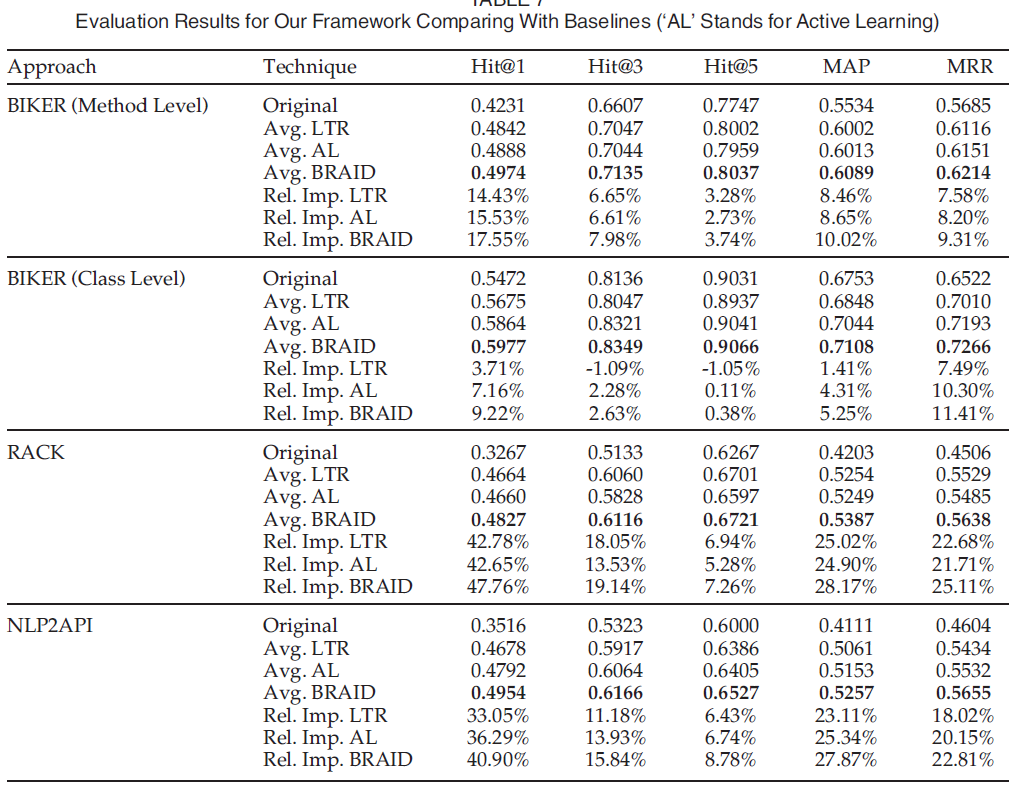 TABLE 7
Evaluation Results for Our Framework Comparing With Baselines (‘AL’ Stands for Active Learning)
Approach Technique Hit@1 Hit@3 Hit@5 MAP MRR
BIKER (Method Level) Original 0.4231 0.6607 0.7747 0.5534 0.5685
Avg. LTR 0.4842 0.7047 0.8002 0.6002 0.6116
Avg. AL 0.4888 0.7044 0.7959 0.6013 0.6151
Avg. BRAID 0.4974 0.7135 0.8037 0.6089 0.6214
Rel. Imp. LTR 14.43% 6.65% 3.28% 8.46% 7.58%
Rel. Imp. AL 15.53% 6.61% 2.73% 8.65% 8.20%
Rel. Imp. BRAID 17.55% 7.98% 3.74% 10.02% 9.31%
BIKER (Class Level) Original 0.5472 0.8136 0.9031 0.6753 0.6522
Avg. LTR 0.5675 0.8047 0.8937 0.6848 0.7010
Avg. AL 0.5864 0.8321 0.9041 0.7044 0.7193
Avg. BRAID 0.5977 0.8349 0.9066 0.7108 0.7266
Rel. Imp. LTR 3.71% -1.09% -1.05% 1.41% 7.49%
Rel. Imp. AL 7.16% 2.28% 0.11% 4.31% 10.30%
Rel. Imp. BRAID 9.22% 2.63% 0.38% 5.25% 11.41%
RACK Original 0.3267 0.5133 0.6267 0.4203 0.4506
Avg. LTR 0.4664 0.6060 0.6701 0.5254 0.5529
Avg. AL 0.4660 0.5828 0.6597 0.5249 0.5485
Avg. BRAID 0.4827 0.6116 0.6721 0.5387 0.5638
Rel. Imp. LTR 42.78% 18.05% 6.94% 25.02% 22.68%
Rel. Imp. AL 42.65% 13.53% 5.28% 24.90% 21.71%
Rel. Imp. BRAID 47.76% 19.14% 7.26% 28.17% 25.11%
NLP2API Original 0.3516 0.5323 0.6000 0.4111 0.4604
Avg. LTR 0.4678 0.5917 0.6386 0.5061 0.5434
Avg. AL 0.4792 0.6064 0.6405 0.5153 0.5532
Avg. BRAID 0.4954 0.6166 0.6527 0.5257 0.5655
Rel. Imp. LTR 33.05% 11.18% 6.43% 23.11% 18.02%
Rel. Imp. AL 36.29% 13.93% 6.74% 25.34% 20.15%
Rel. Imp. BRAID 40.90% 15.84% 8.78% 27.87% 22.81%